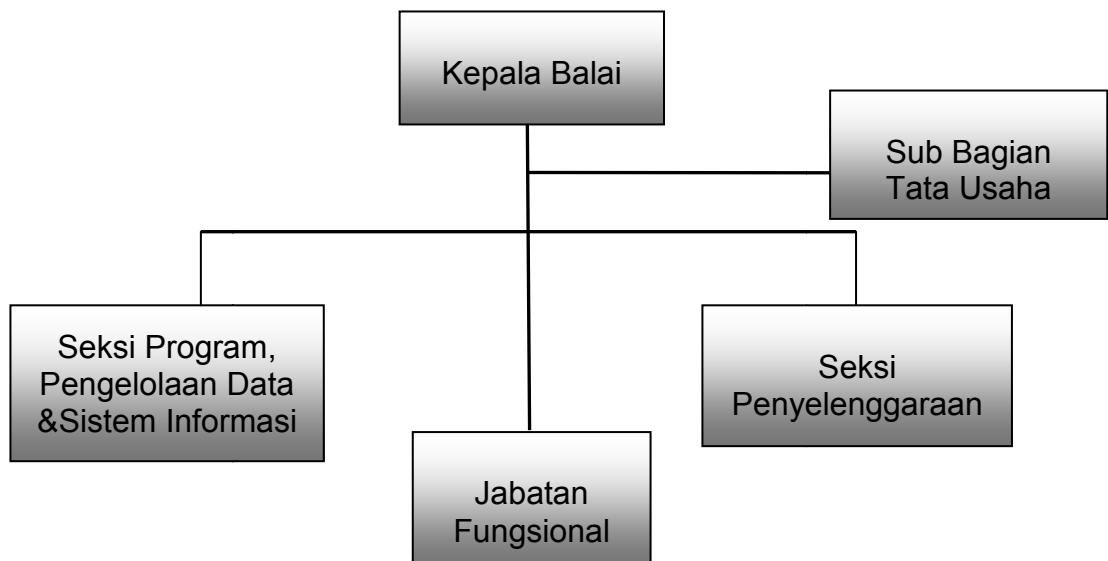 Kepala Balai
Sub Bagian
Tata Usaha
Seksi Program,
Pengelolaan Data
&Sistem Informasi
Seksi
Penyelenggaraan
Jabatan
Fungsional